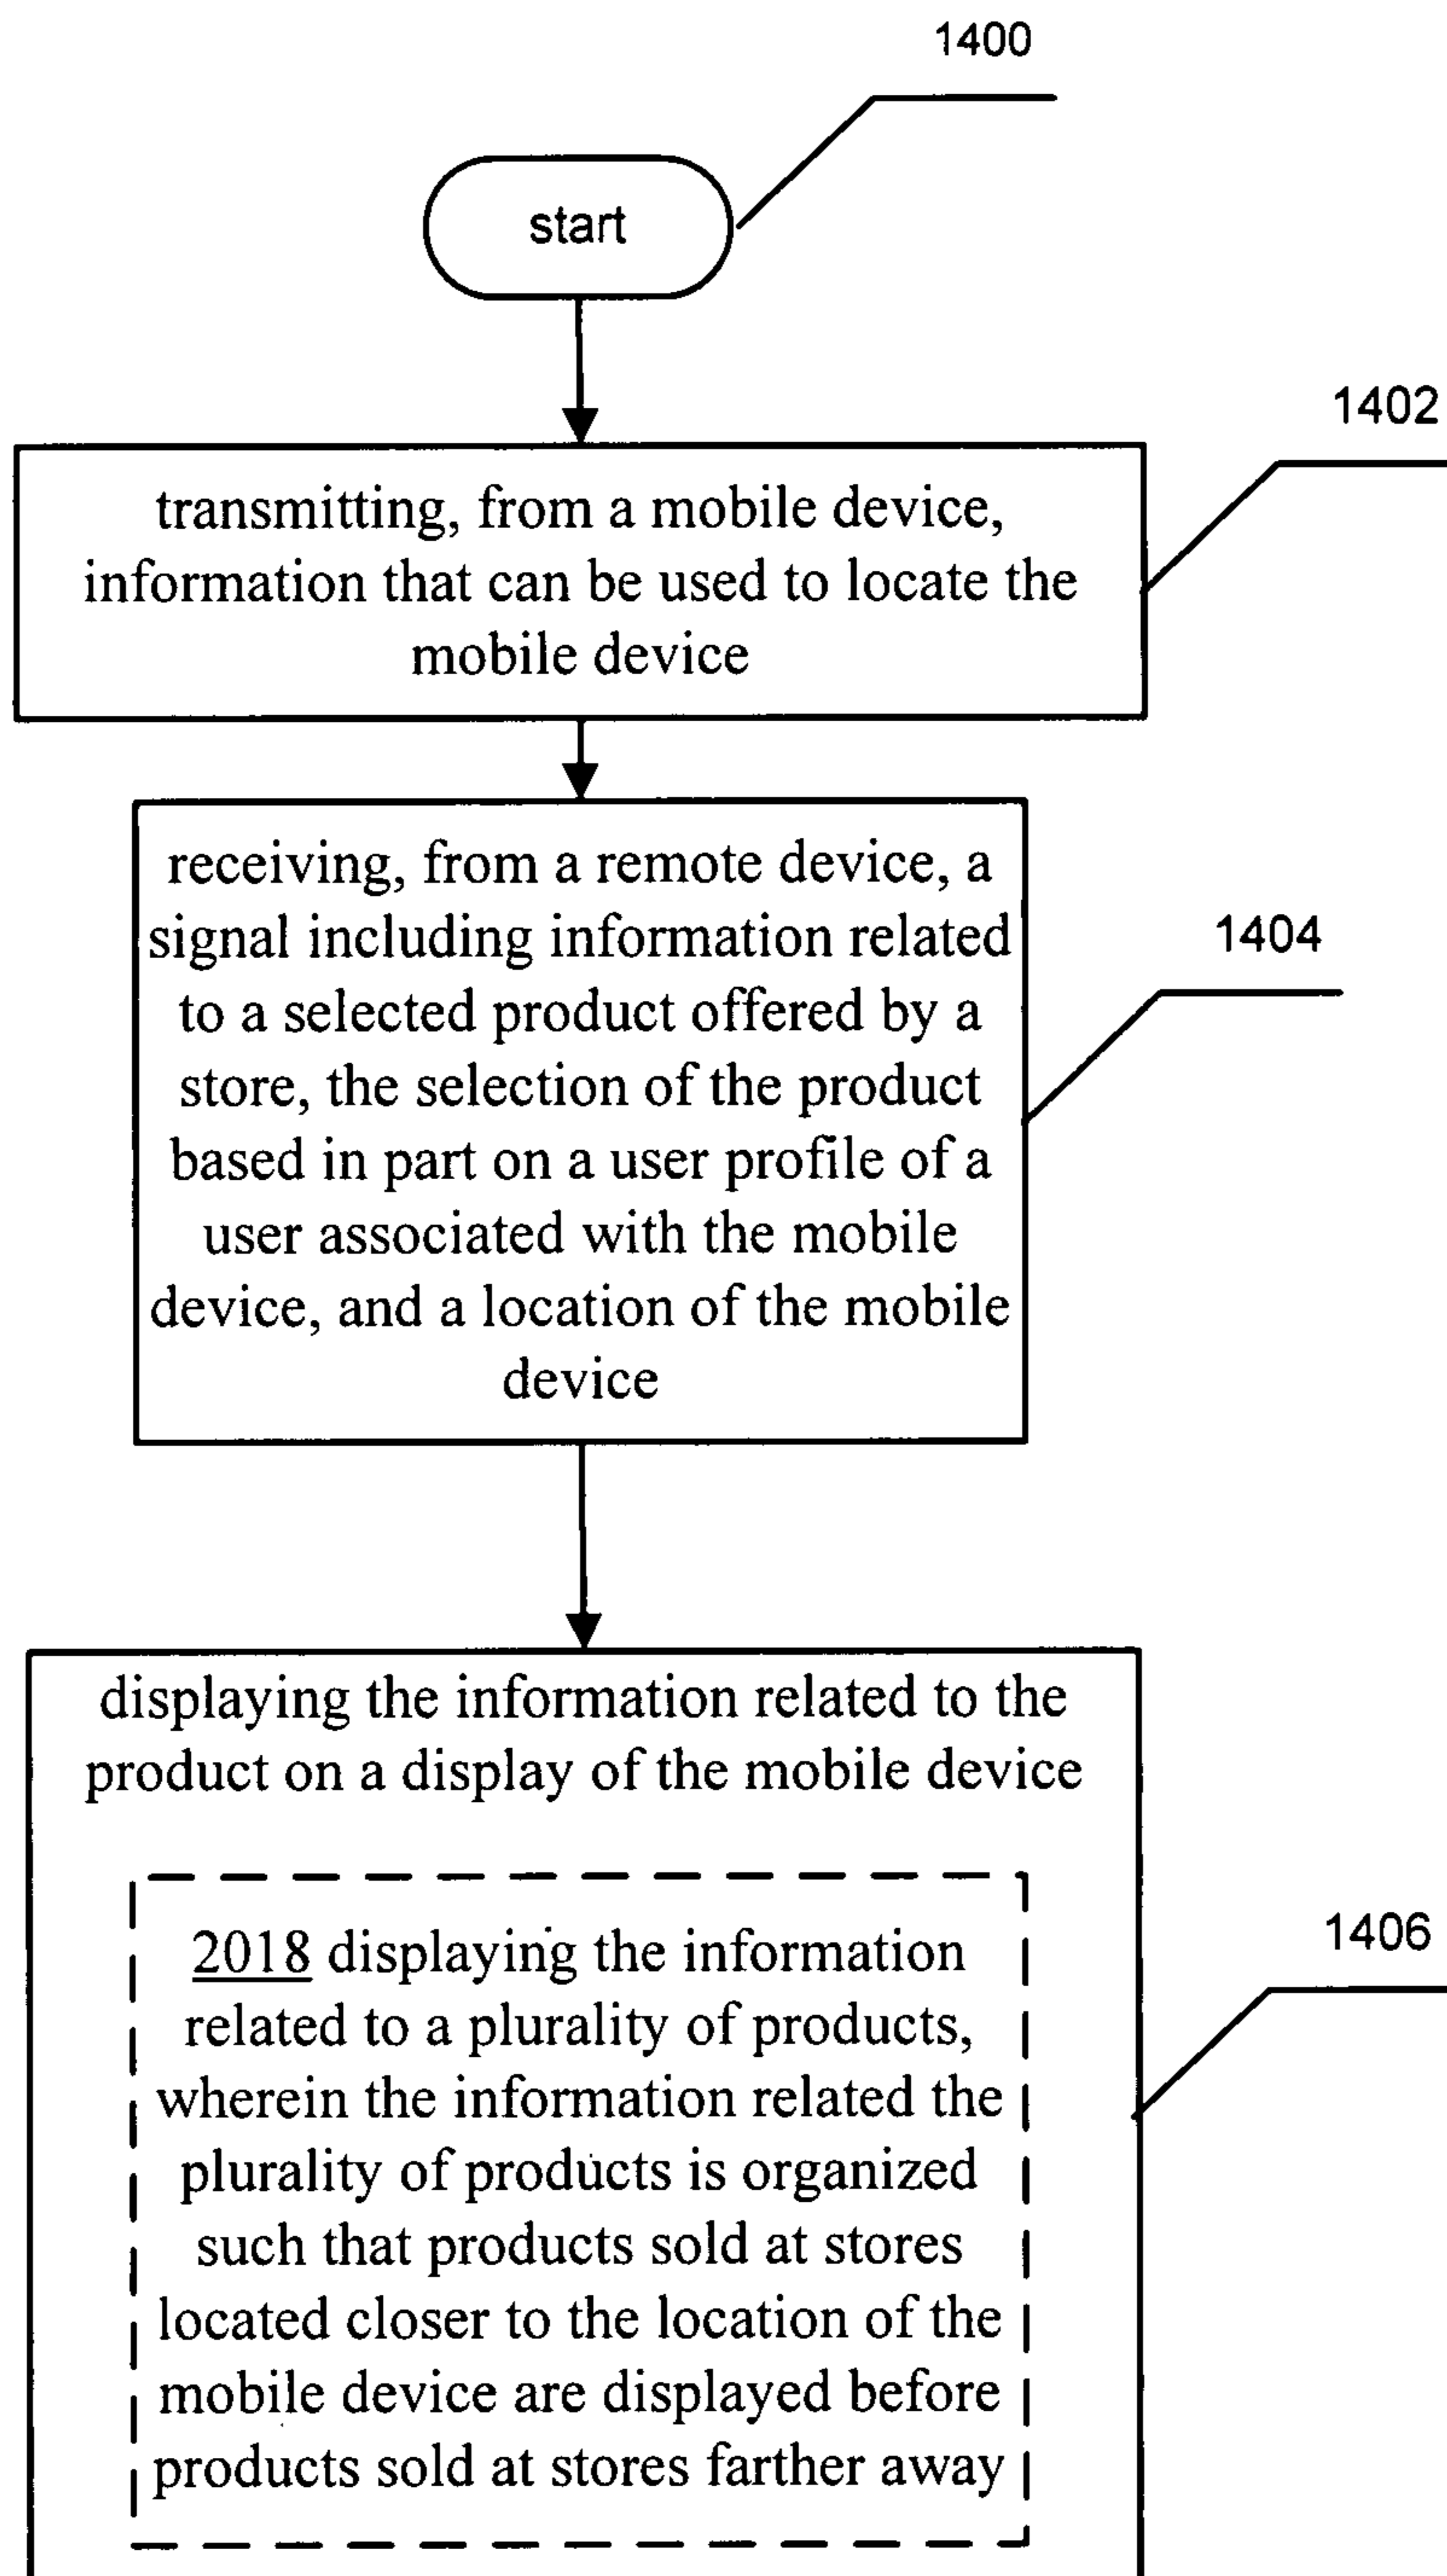 1400
start
1402
transmitting, from a mobile device,
information that can be used to locate the
mobile device
receiving, from a remote device, a
signal including information related
to a selected product offered by a
store, the selection of the product
based in part on a user profile of a
user associated with the mobile
device, and a location of the mobile
device
1404
displaying the information related to the
product on a display of the mobile device
2018 displaying the information
related to a plurality of products,
wherein the information related the
plurality of products is organized
such that products sold at stores
located closer to the location of the
mobile device are displayed before
products sold at stores farther away
1406